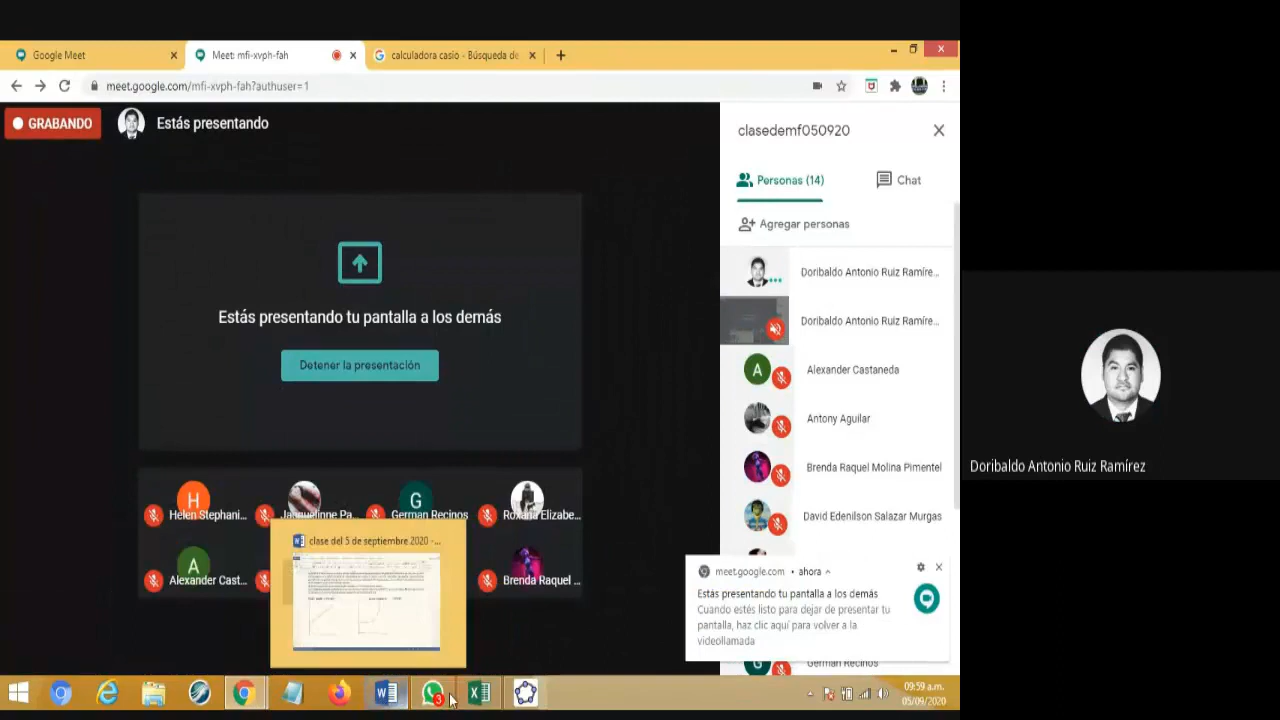 Google Meet
Meet: mfi-xvph-fah
calculadora casio - Búsqueda de
meet.google.com/mfi-xvph-fah?authuser=1
GRABANDO
Estás presentando
clasedemf050920
Personas (14)
Chat
Agregar personas
Estás presentando tu pantalla a los demás
Detener la presentación
Doribaldo Antonio Ruiz Ramíre...
Doribaldo Antonio Ruiz Ramíre...
A
Alexander Castaneda
Antony Aguilar
Brenda Raquel Molina Pimentel
David Edenilson Salazar Murgas
H
Helen Stephani...
Jaquelinne Pa...
G
German Recinos
Roxana Elizabe...
A
Alexander Cast...
Brenda Raquel ...
clase del 5 de septiembre 2020 -...
meet.google.com • ahora
Estás presentando tu pantalla a los demás
Cuando estés listo para dejar de presentar tu
pantalla, haz clic aquí para volver a la
videollamada
G
German Recinos
3
09:59 a.m.
05/09/2020
Doribaldo Antonio Ruiz Ramírez